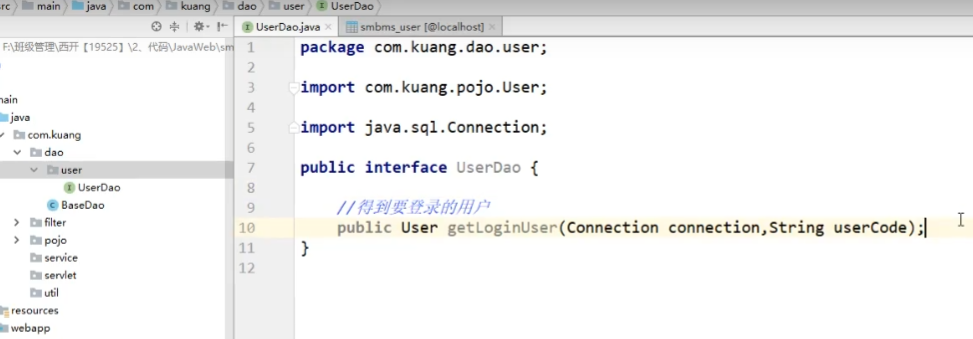 src
main
java
com
kuang
dao
user
UserDao
UserDao.java
smbms_user [@localhost]
F:\班级管理\西开【19525】\2、代码\JavaWeb\sm
main
java
com.kuang
dao
user
UserDao
BaseDao
filter
pojo
service
servlet
util
resources
webapp
1 package com.kuang.dao.user;
2
3 import com.kuang.pojo.User;
4
5 import java.sql.Connection;
6
7 public interface UserDao {
8
9 //得到要登录的用户
10 public User getLoginUser(Connection connection,String userCode);
11 }
12